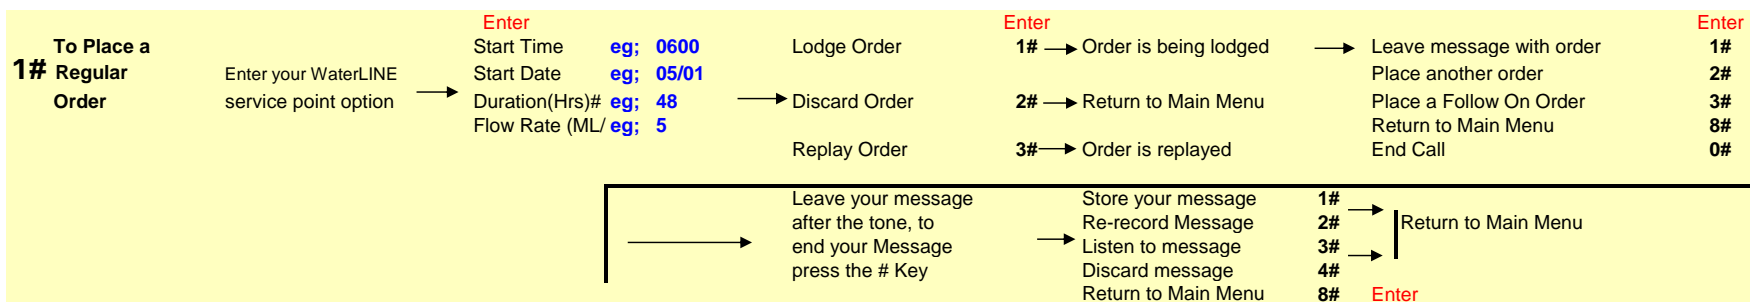 Enter Enter Enter
To Place a Start Time eg; 0600 Lodge Order 1# Order is being lodged Leave message with order 1#
1# Regular Enter your WaterLINE Start Date eg; 05/01 Place another order 2#
Order service point option Duration(Hrs)# eg; 48 Discard Order 2# Return to Main Menu Place a Follow On Order 3#
Flow Rate (ML/ eg; 5 Return to Main Menu 8#
Replay Order 3# Order is replayed End Call 0#
Leave your message Store your message 1#
after the tone, to Re-record Message 2# Return to Main Menu
end your Message Listen to message 3#
press the # Key Discard message 4#
Return to Main Menu 8# Enter